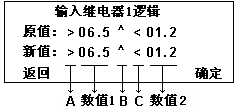 输入继电器1逻辑
原值: >06.5 ^ <01.2
新值: >06.5 ^ <01.2
返回 确定
A 数值1 B C 数值2